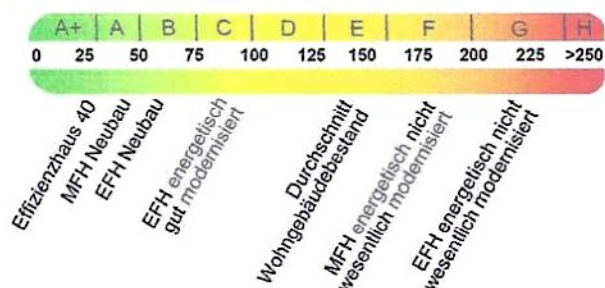 A+ A B C D E F G H
0 25 50 75 100 125 150 175 200 225 >250
Effizienzhaus 40
MFH Neubau
EFH Neubau
EFH energetisch
gut modernisiert
Durchschnitt
Wohngebäudebestand
MFH energetisch nicht
wesentlich modernisiert
EFH energetisch nicht
wesentlich modernisiert